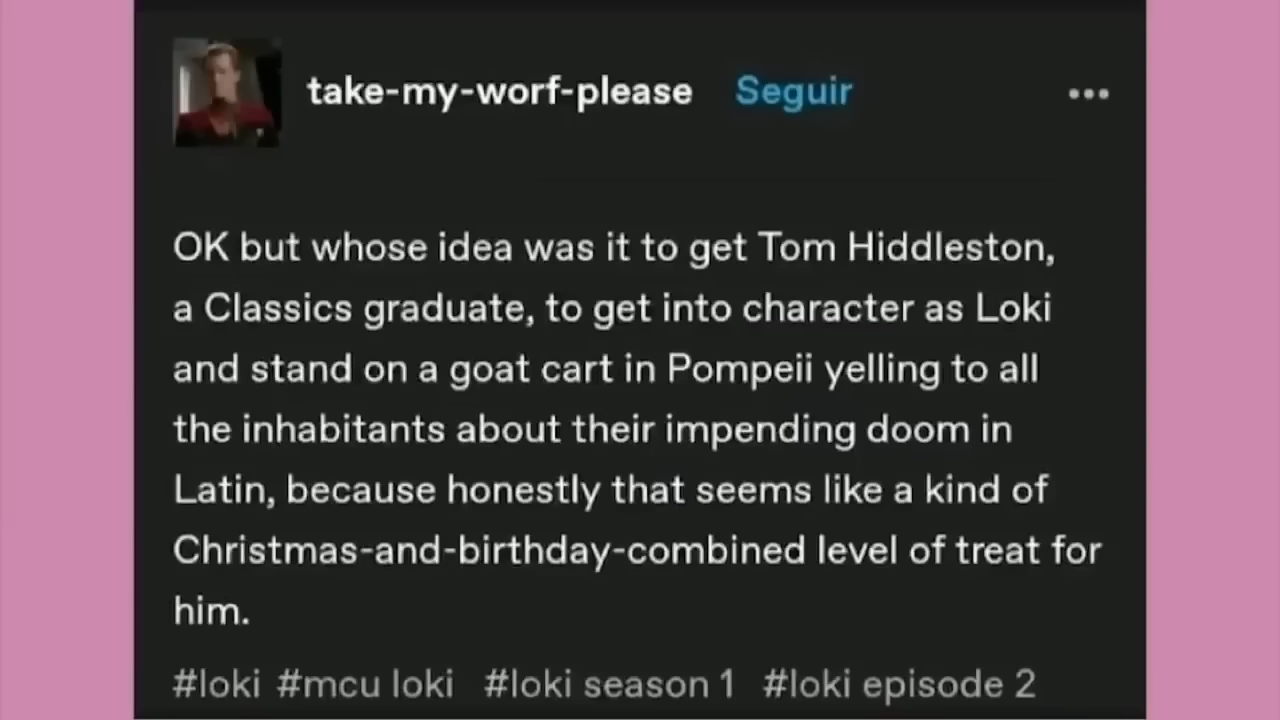 take-my-worf-please Seguir
OK but whose idea was it to get Tom Hiddleston,
a Classics graduate, to get into character as Loki
and stand on a goat cart in Pompeii yelling to all
the inhabitants about their impending doom in
Latin, because honestly that seems like a kind of
Christmas-and-birthday-combined level of treat for
him.
#loki #mcu loki #loki season 1 #loki episode 2